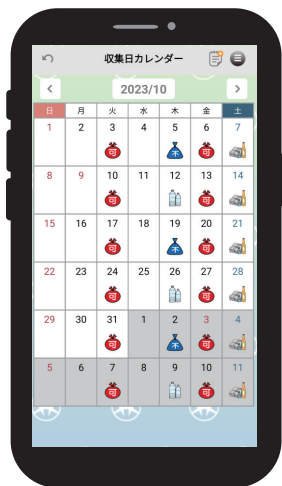 収集日カレンダー
< 2023/10 >
日 月 火 水 木 金 土
1 2 3 4 5 6 7
可 不 可
8 9 10 11 12 13 14
可 可
15 16 17 18 19 20 21
可 不 可
22 23 24 25 26 27 28
可 可
29 30 31 1 2 3 4
可 不 可
5 6 7 8 9 10 11
可 可